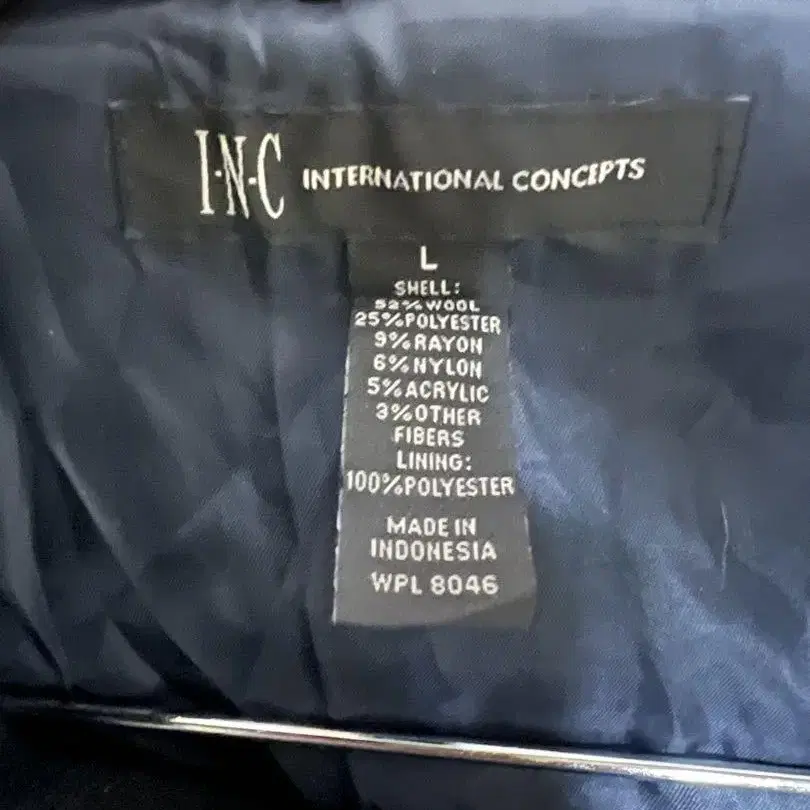 I·N·C INTERNATIONAL CONCEPTS
L
SHELL:
52%WOOL
25%POLYESTER
9%RAYON
6%NYLON
5%ACRYLIC
3%OTHER
FIBERS
LINING:
100%POLYESTER
MADE IN
INDONESIA
WPL 8046